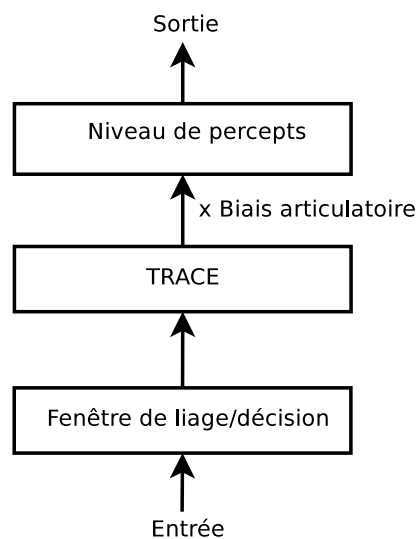 Sortie
Niveau de percepts
x Biais articulatoire
TRACE
Fenêtre de liage/décision
Entrée